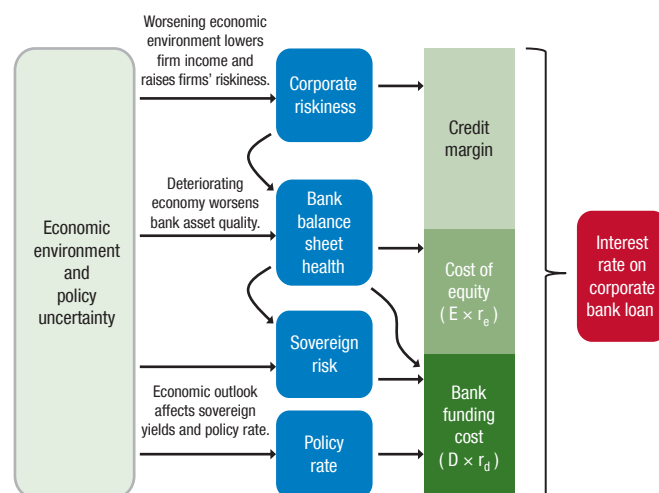 Worsening economic
environment lowers
firm income and
raises firms’ riskiness.
Corporate
riskiness
Credit
margin
Deteriorating
economy worsens
bank asset quality.
Bank
balance
sheet
health
Economic
environment
and
policy
uncertainty
Cost of
equity
( E × rₑ )
Interest
rate on
corporate
bank loan
Sovereign
risk
Economic outlook
affects sovereign
yields and policy rate.
Bank
funding
cost
( D × r_d )
Policy
rate